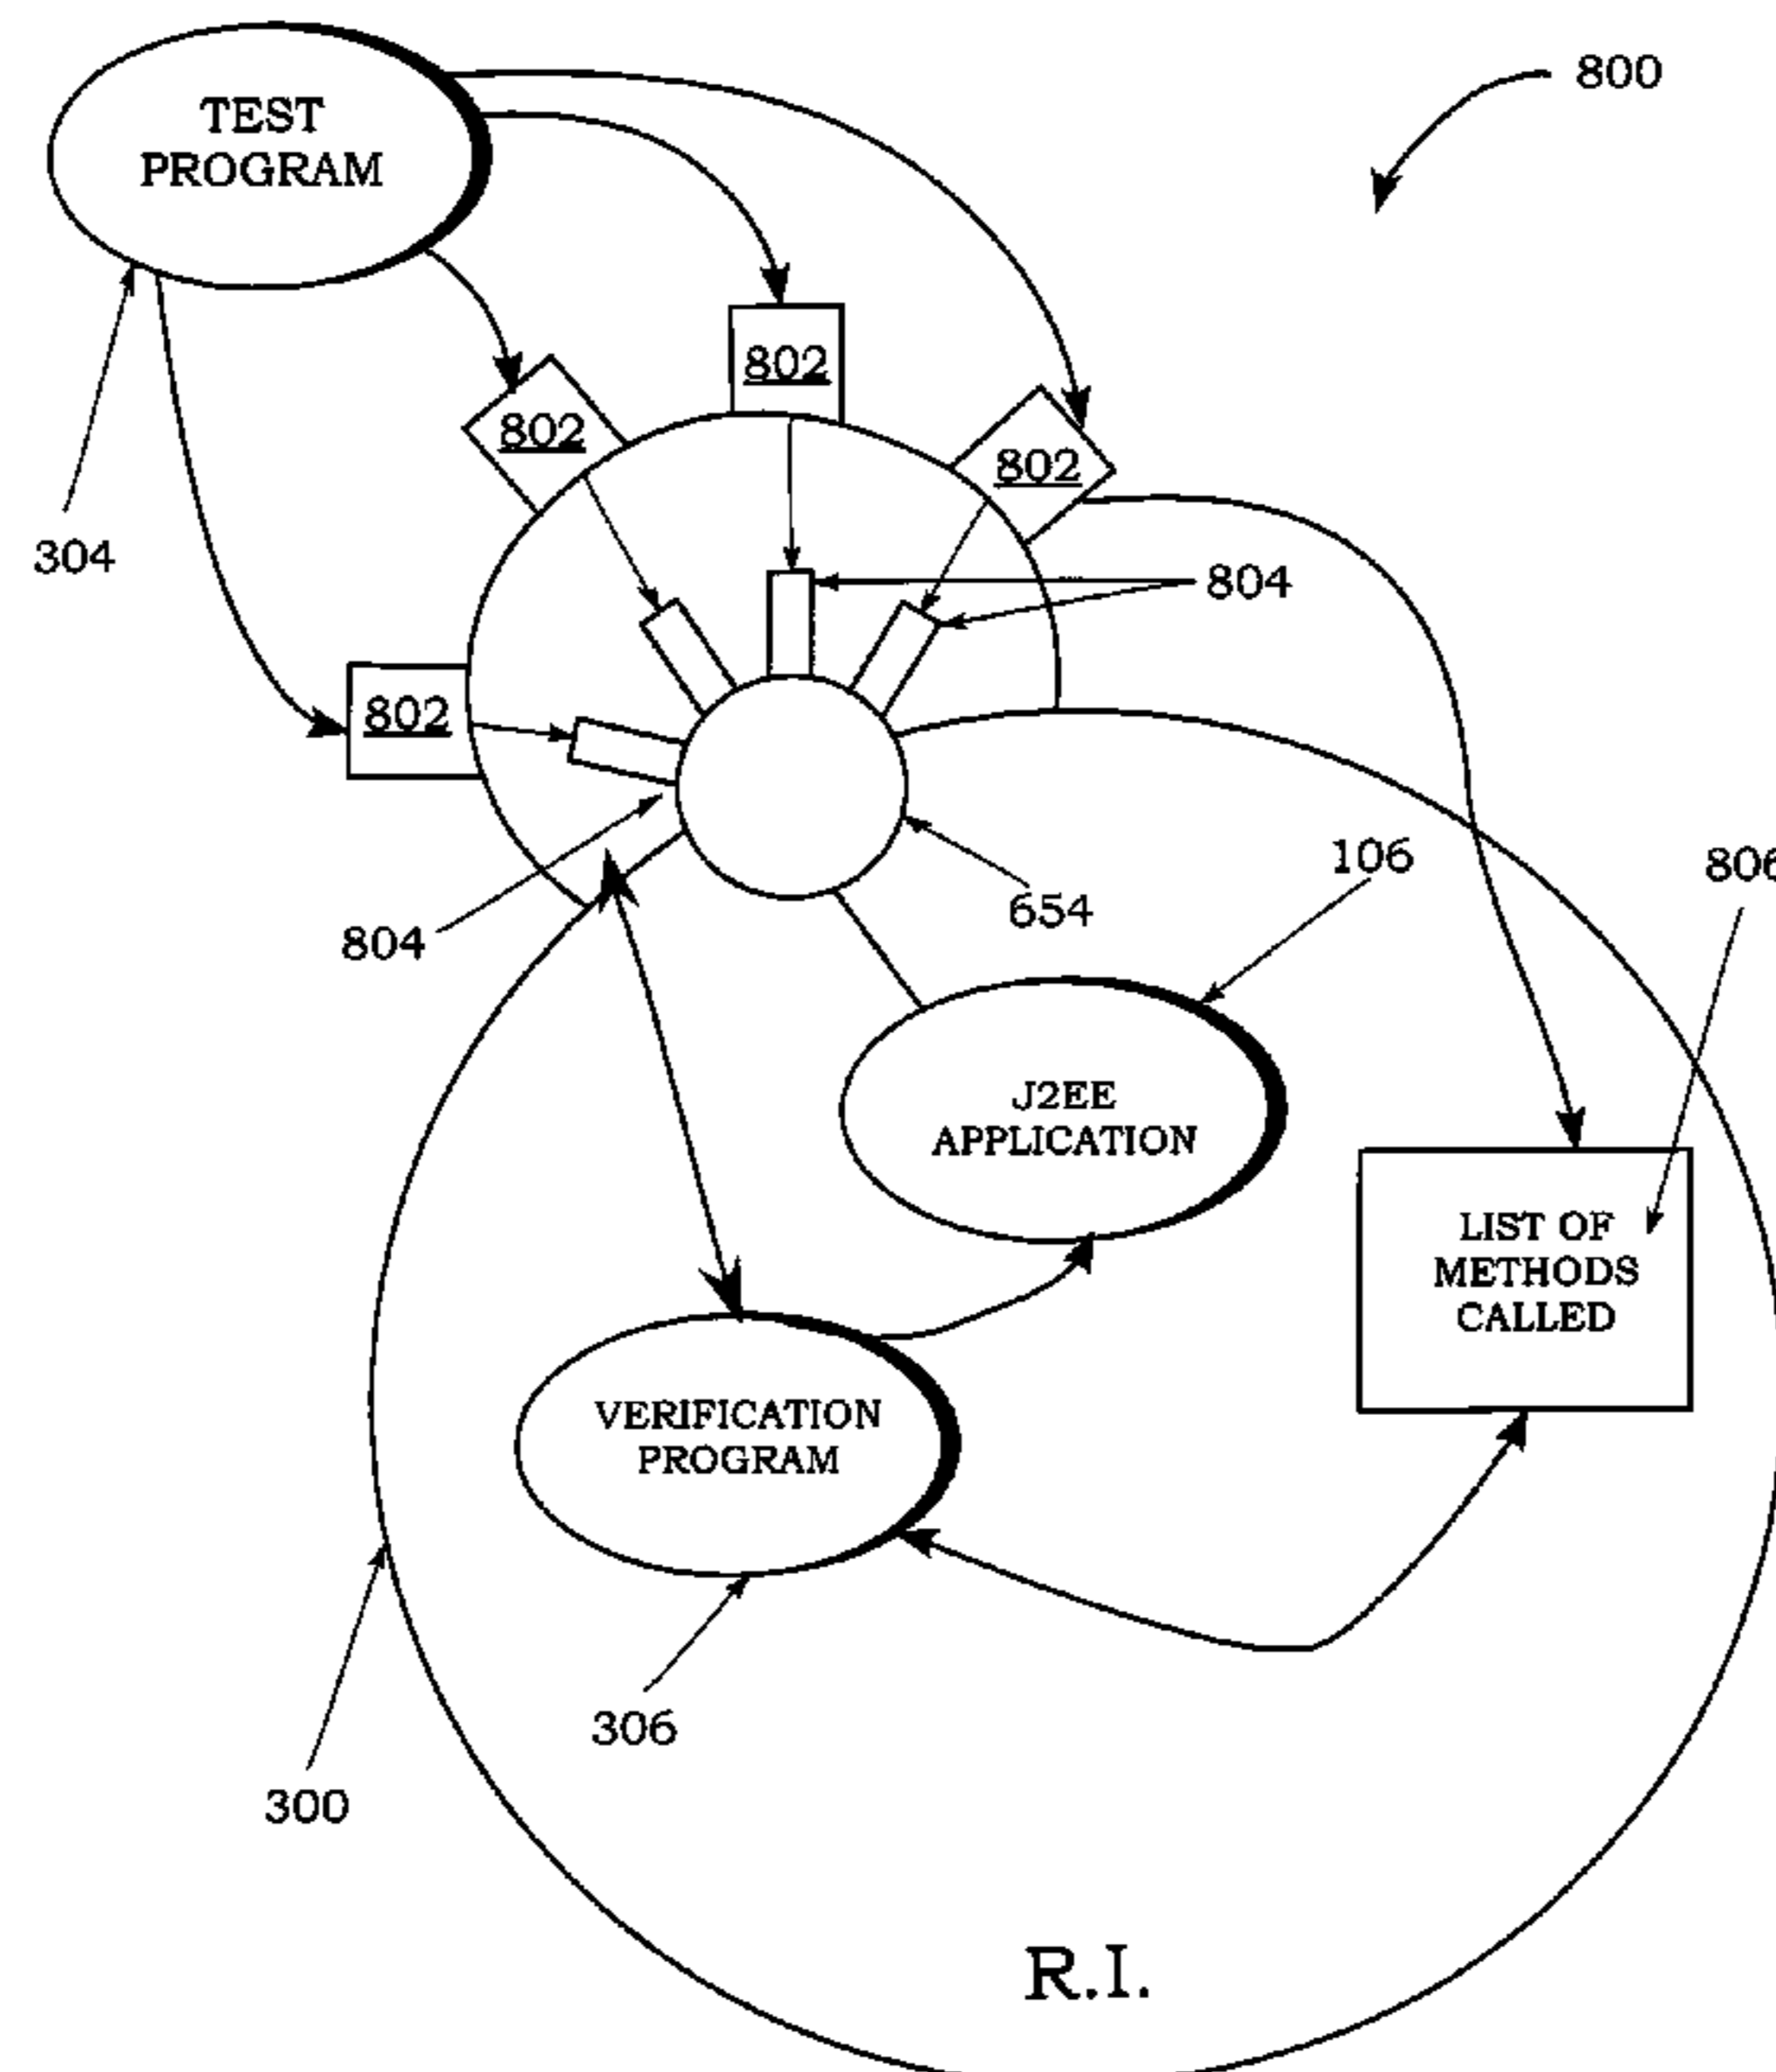 800
TEST
PROGRAM
802
802
802
304
804
802
106
806
654
804
J2EE
APPLICATION
LIST OF
METHODS
CALLED
VERIFICATION
PROGRAM
306
300
R.I.